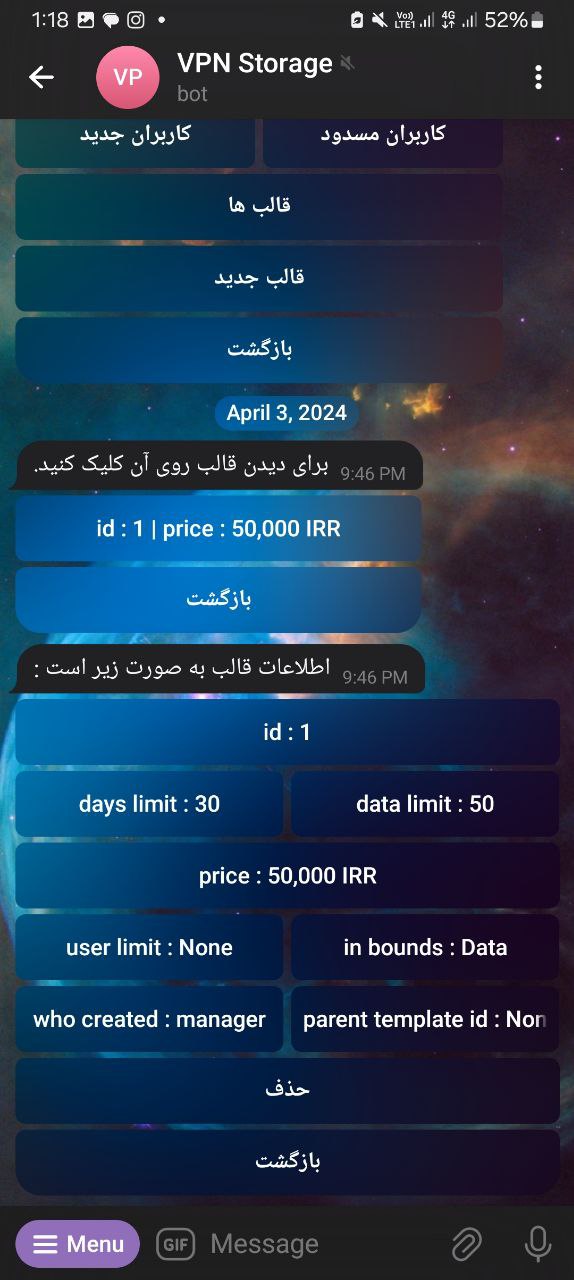 1:18
Vo)) LTE1 4G 52%
VP
VPN Storage
bot
کاربران جدید
کاربران مسدود
قالب ها
قالب جدید
بازگشت
April 3, 2024
برای دیدن قالب روی آن کلیک کنید.
9:46 PM
id : 1 | price : 50,000 IRR
بازگشت
اطلاعات قالب به صورت زیر است :
9:46 PM
id : 1
days limit : 30
data limit : 50
price : 50,000 IRR
user limit : None
in bounds : Data
who created : manager
parent template id : Non
حذف
بازگشت
Menu
GIF
Message